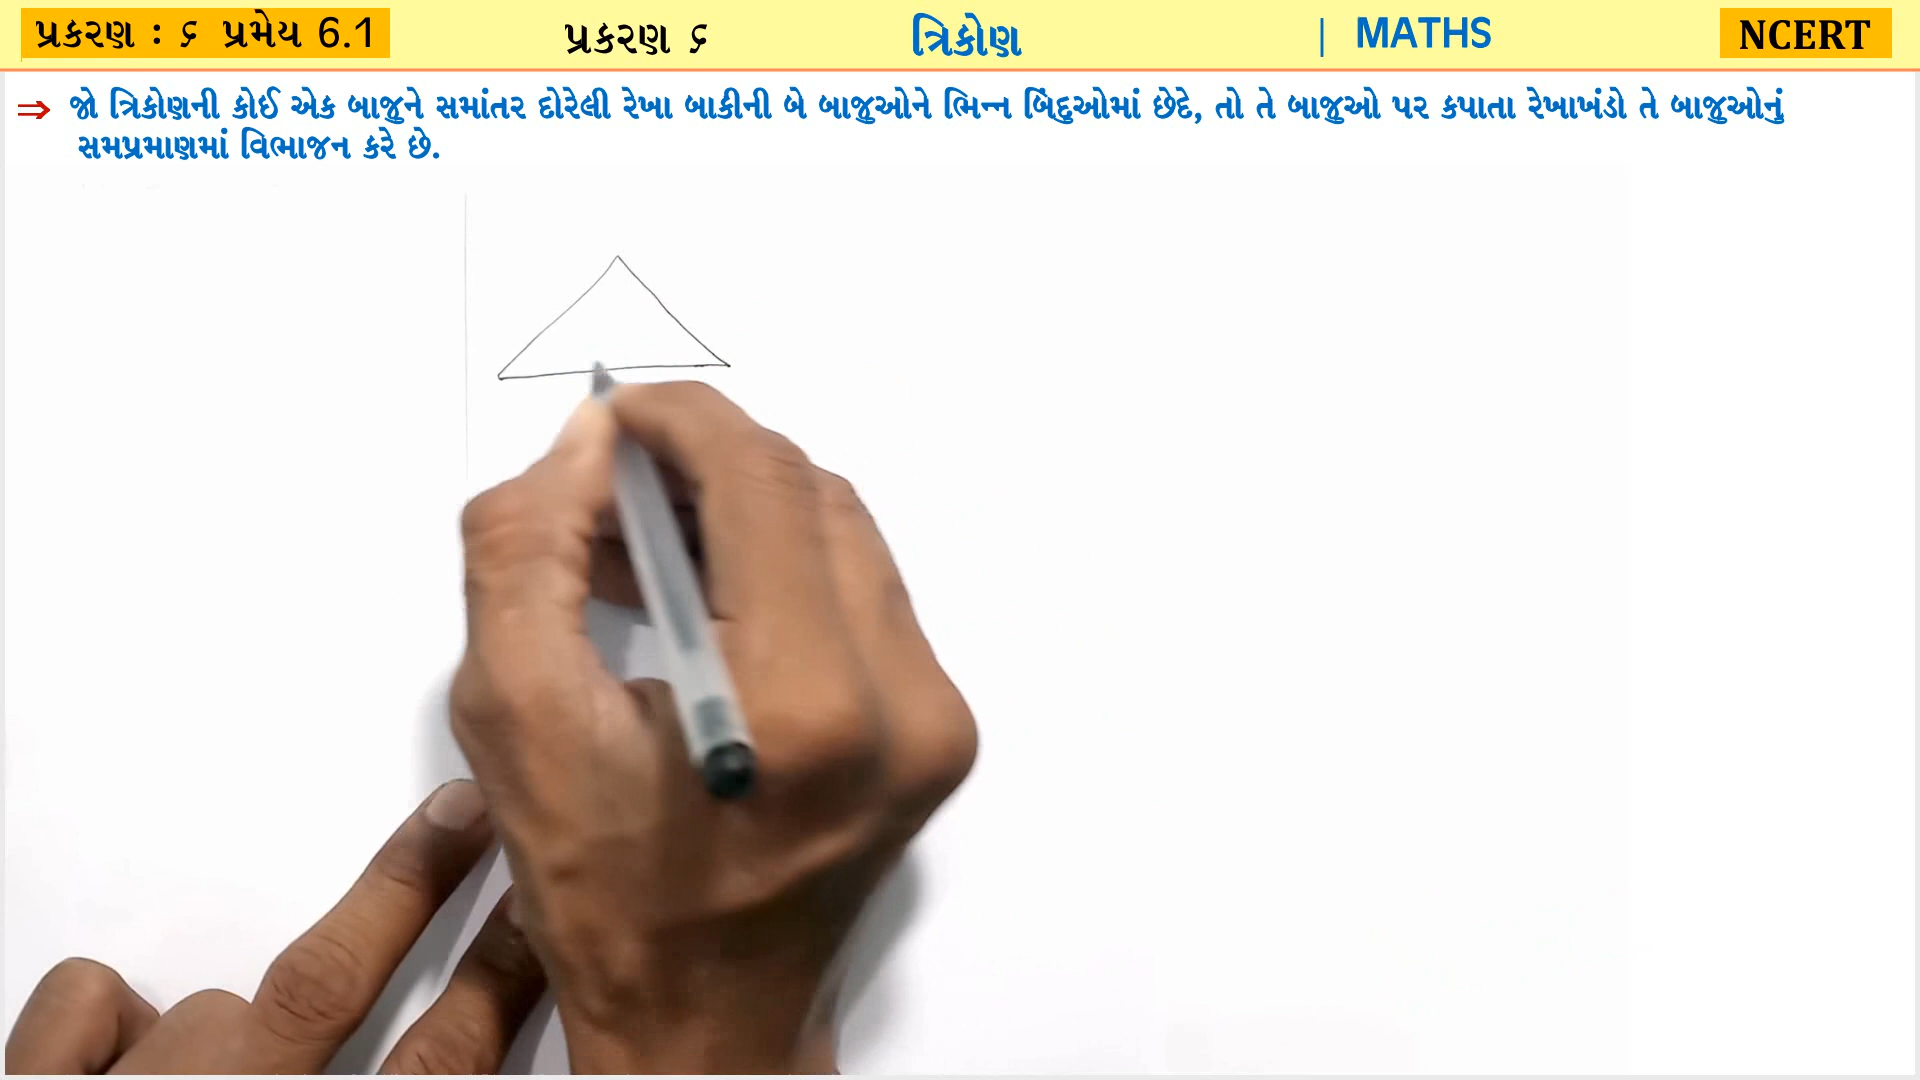 પ્રકરણ : ૬ પ્રમેય 6.1 પ્રકરણ ૬ ત્રિકોણ | MATHS NCERT
⇒ જો ત્રિકોણની કોઈ એક બાજુને સમાંતર દોરેલી રેખા બાકીની બે બાજુઓને ભિન્ન બિંદુઓમાં છેદે, તો તે બાજુઓ પર કપાતા રેખાખંડો તે બાજુઓનું
સમપ્રમાણમાં વિભાજન કરે છે.